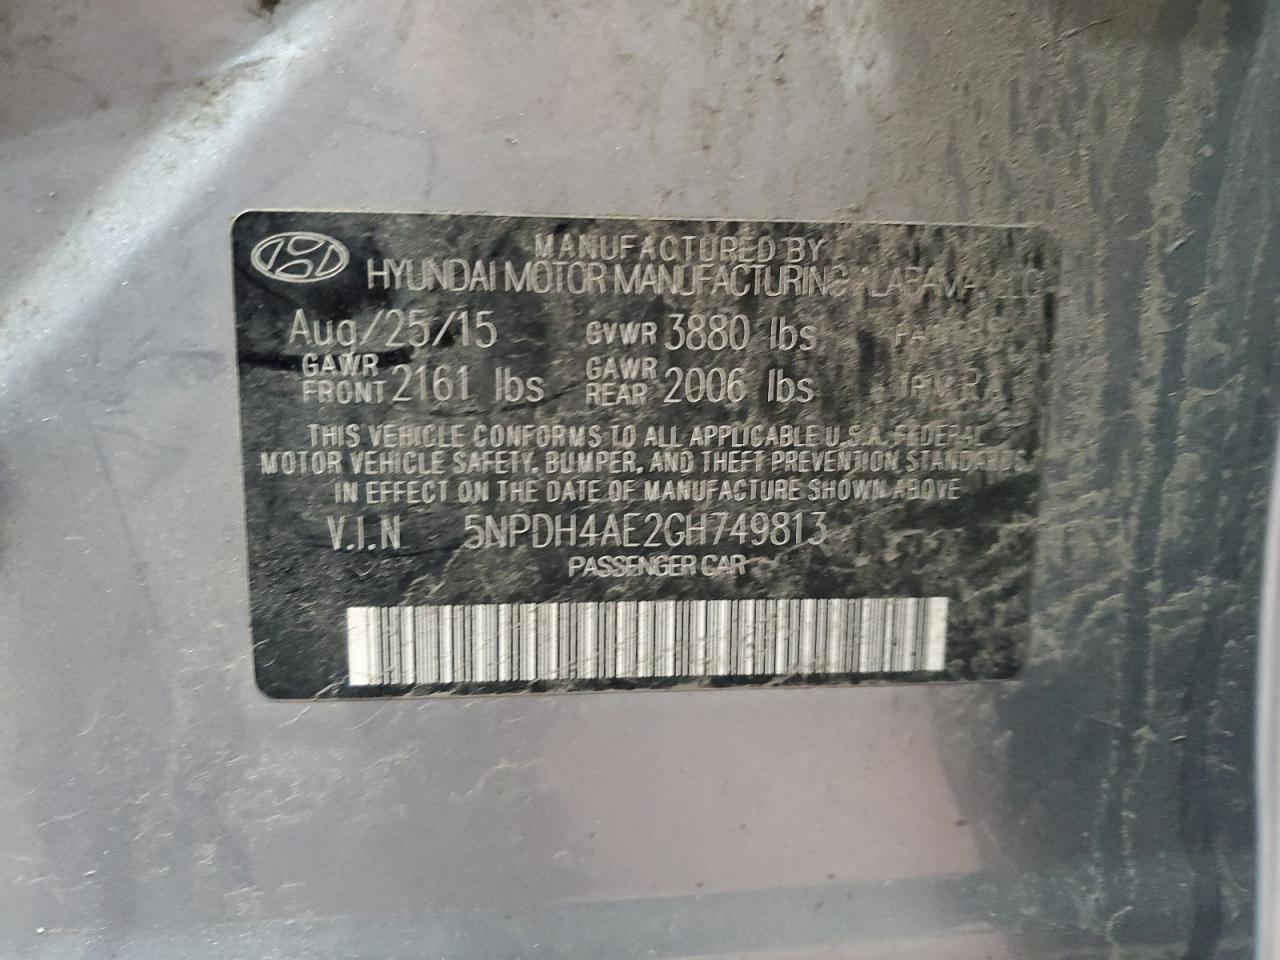 MANUFACTURED BY
HYUNDAI MOTOR MANUFACTURING ALABAMA, LLC
Aug/25/15 GVWR 3880 lbs
GAWR FRONT 2161 lbs GAWR REAR 2006 lbs
THIS VEHICLE CONFORMS TO ALL APPLICABLE U.S.A. FEDERAL
MOTOR VEHICLE SAFETY, BUMPER, AND THEFT PREVENTION STANDARDS
IN EFFECT ON THE DATE OF MANUFACTURE SHOWN ABOVE
V.I.N 5NPDH4AE2GH749813
PASSENGER CAR